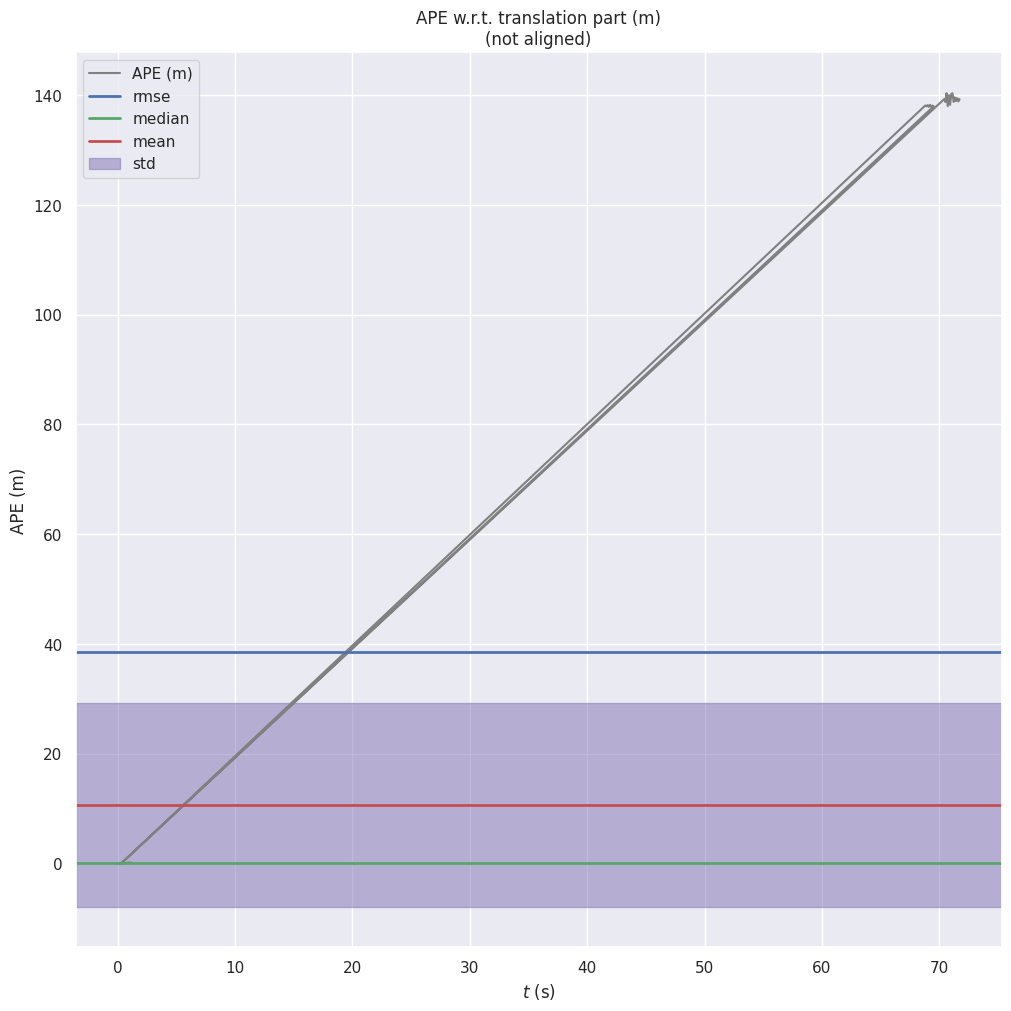 APE w.r.t. translation part (m)
(not aligned)
APE (m)
rmse
median
mean
std
140
120
100
80
60
40
20
0
APE (m)
0 10 20 30 40 50 60 70
t (s)